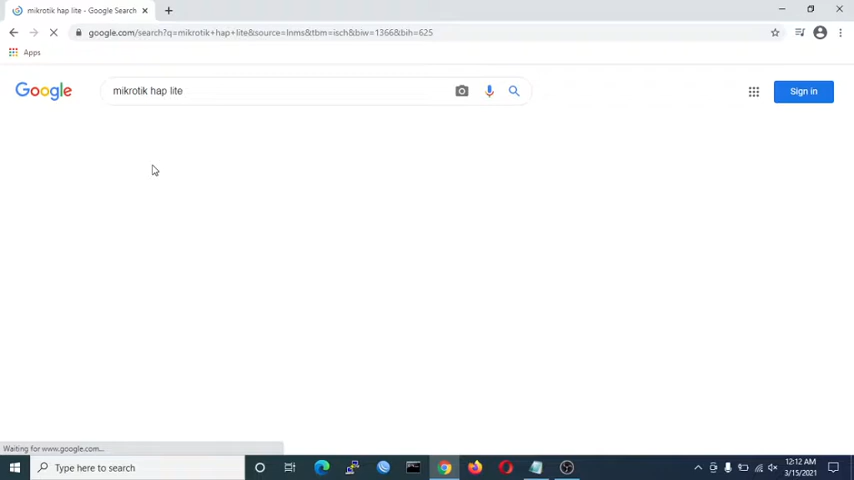 mikrotik hap lite - Google Search
google.com/search?q=mikrotik+hap+lite&source=lnms&tbm=isch&biw=1366&bih=625
Apps
Google
mikrotik hap lite
Sign in
Waiting for www.google.com...
Type here to search
12:12 AM
3/15/2021